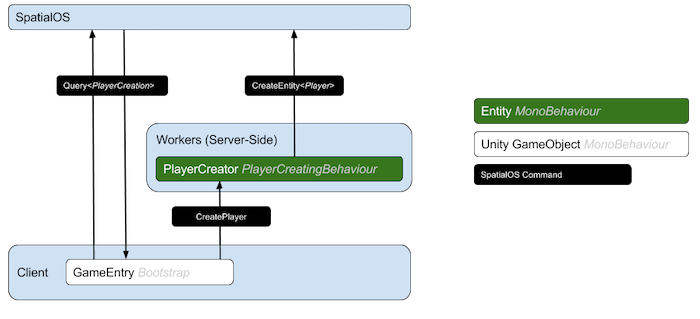 SpatialOS
Query<PlayerCreation>
CreateEntity<Player>
Workers (Server-Side)
PlayerCreator PlayerCreatingBehaviour
CreatePlayer
Client
GameEntry Bootstrap
Entity MonoBehaviour
Unity GameObject MonoBehaviour
SpatialOS Command